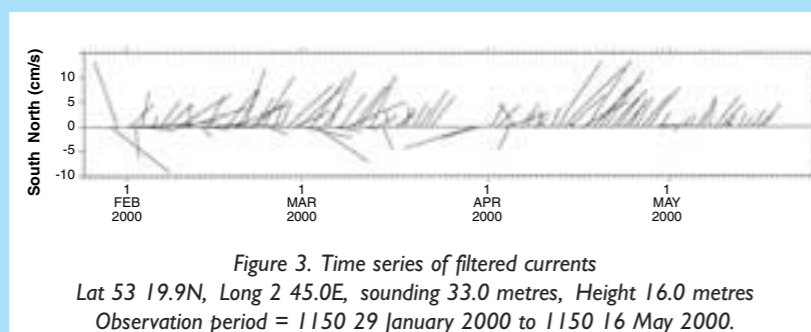 South North (cm/s)
10
5
0
-5
-10
1 1 1 1
FEB MAR APR MAY
2000 2000 2000 2000
Figure 3. Time series of filtered currents
Lat 53 19.9N, Long 2 45.0E, sounding 33.0 metres, Height 16.0 metres
Observation period = 1150 29 January 2000 to 1150 16 May 2000.